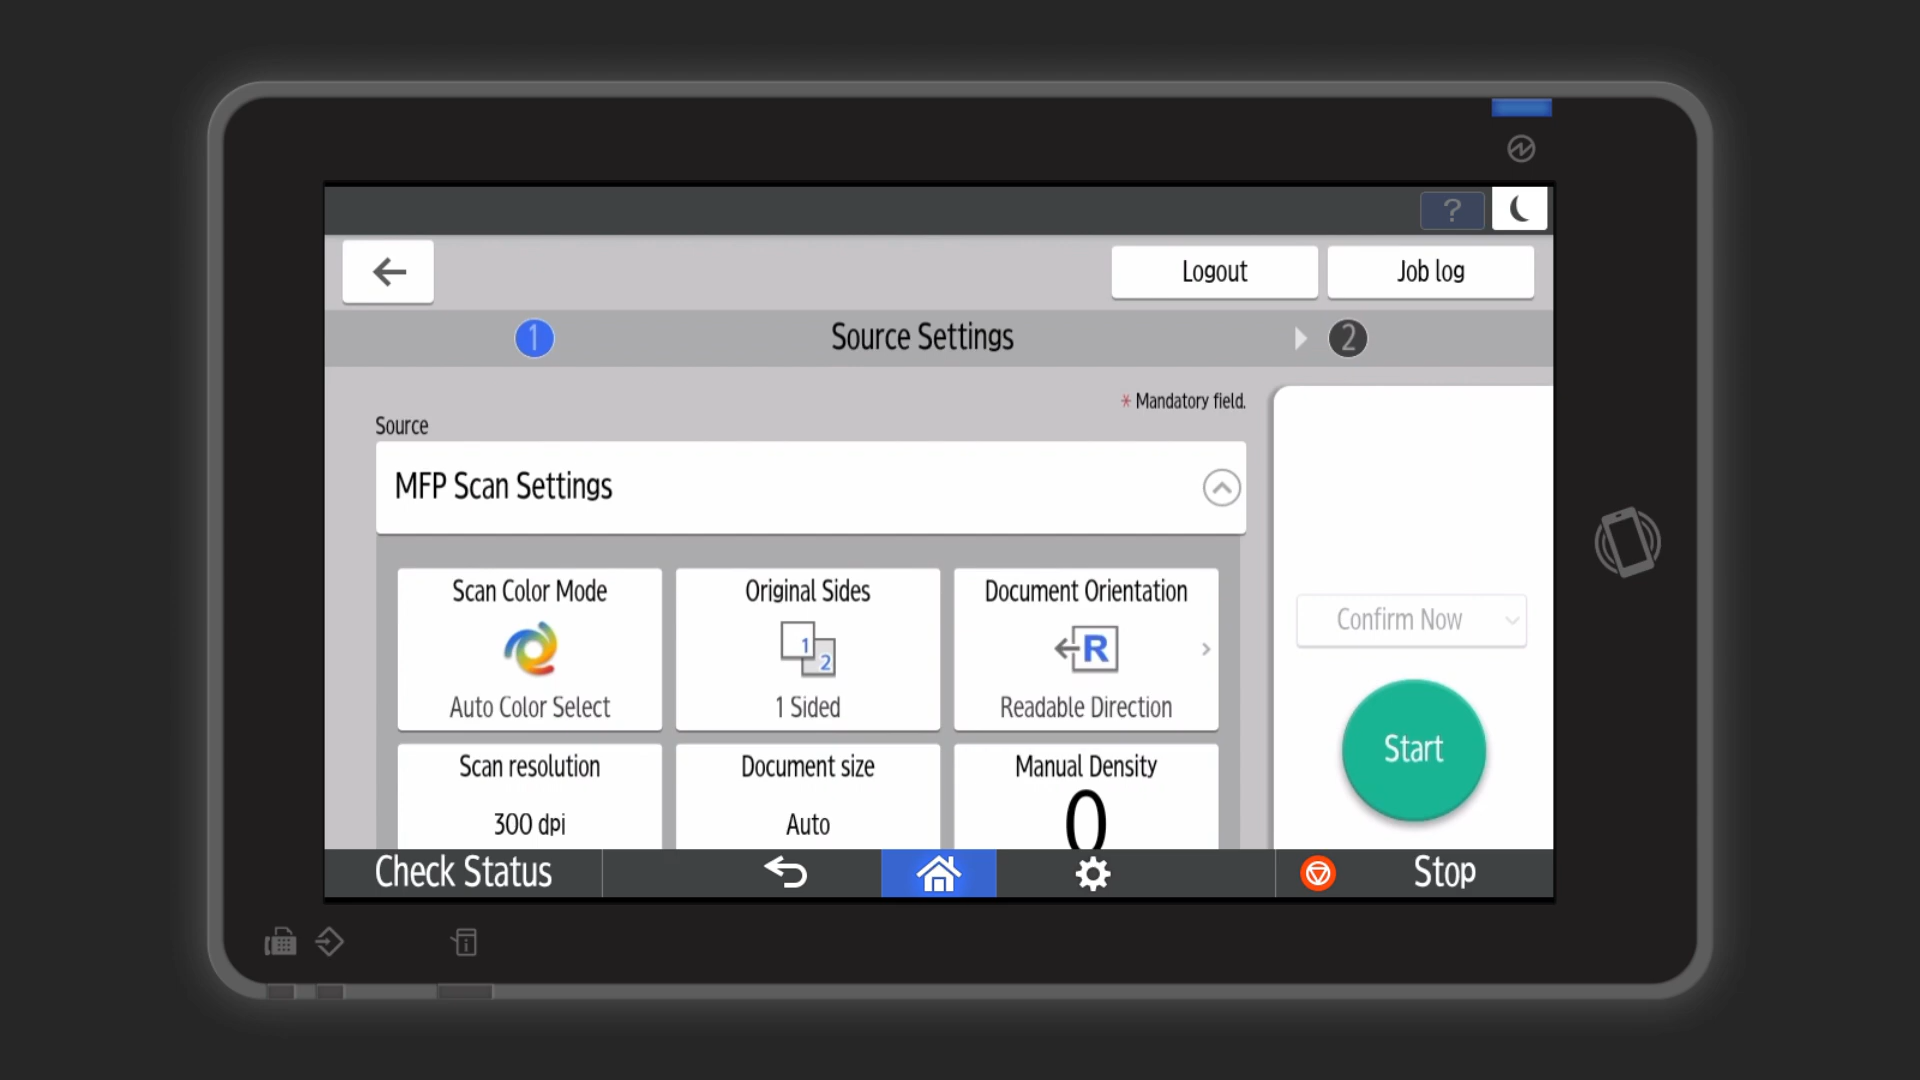 ?
Logout
Job log
1
Source Settings
2
* Mandatory field.
Source
MFP Scan Settings
Scan Color Mode
Auto Color Select
Original Sides
1
2
1 Sided
Document Orientation
R
Readable Direction
Scan resolution
300 dpi
Document size
Auto
Manual Density
0
Confirm Now
Start
Check Status
Stop